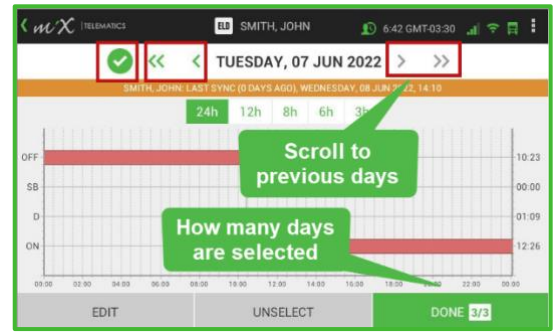 MiX | TELEMATICS ELD SMITH, JOHN 6:42 GMT-03:30
TUESDAY, 07 JUN 2022
SMITH, JOHN: LAST SYNC (0 DAYS AGO), WEDNESDAY, 08 JUN 2022, 14:10
24h 12h 8h 6h 3h
Scroll to
previous days
OFF 10:23
SB 00:00
D 01:09
ON 12:26
How many days
are selected
00:00 02:00 04:00 06:00 08:00 10:00 12:00 14:00 16:00 18:00 20:00 22:00 00:00
EDIT UNSELECT DONE 3/3